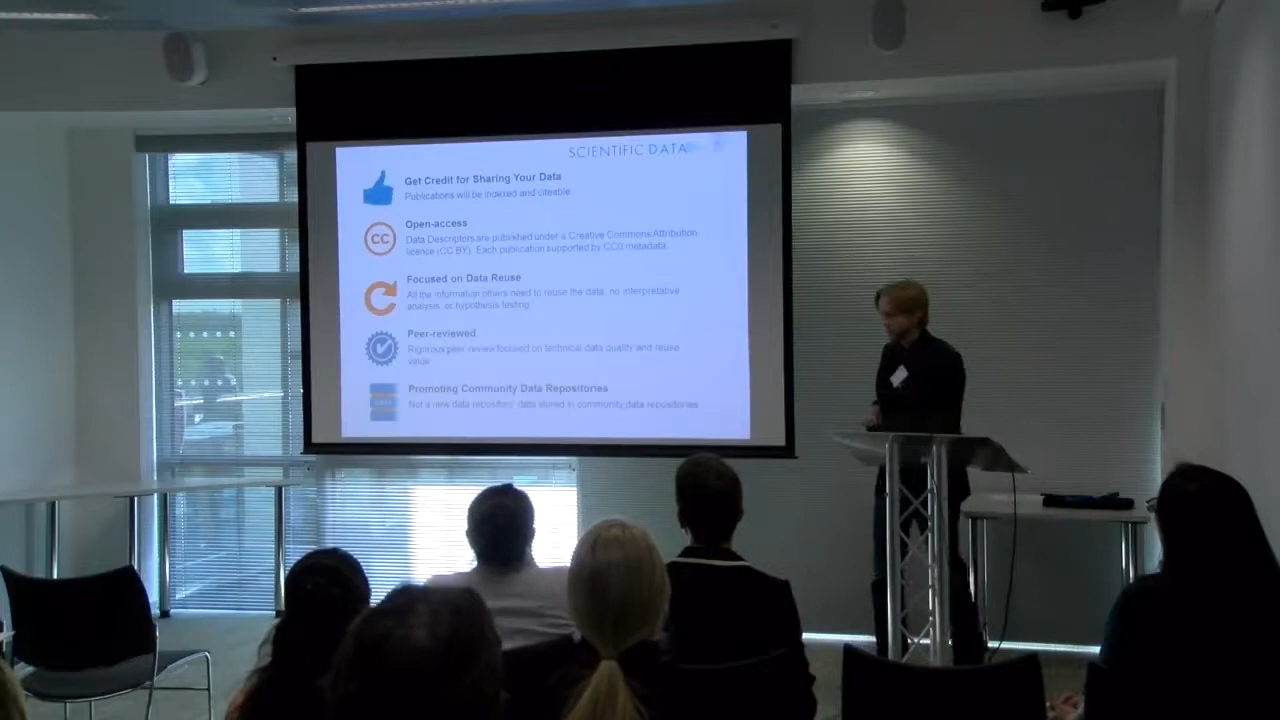 SCIENTIFIC DATA
Get Credit for Sharing Your Data
Publications will be indexed and citeable
Open-access
CC
Data Descriptors are published under a Creative Commons Attribution
licence (CC BY). Each publication supported by CC0 metadata.
Focused on Data Reuse
All the information others need to reuse the data; no interpretative
analysis, or hypothesis testing
Peer-reviewed
Rigorous peer review focused on technical data quality and reuse
value
Promoting Community Data Repositories
Not a new data repository; data stored in community data repositories